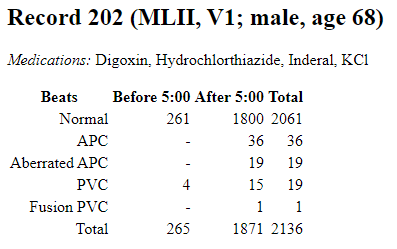 Record 202 (MLII, V1; male, age 68)
Medications: Digoxin, Hydrochlorthiazide, Inderal, KCl
Beats Before 5:00 After 5:00 Total
Normal 261 1800 2061
APC - 36 36
Aberrated APC - 19 19
PVC 4 15 19
Fusion PVC - 1 1
Total 265 1871 2136